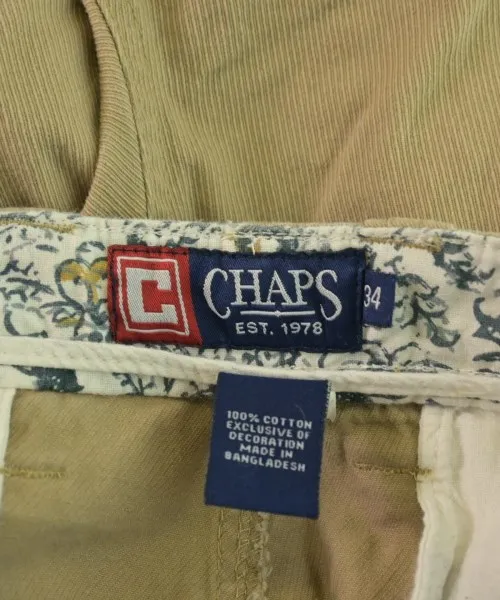 C
CHAPS
EST. 1978
34
100% COTTON
EXCLUSIVE OF
DECORATION
MADE IN
BANGLADESH